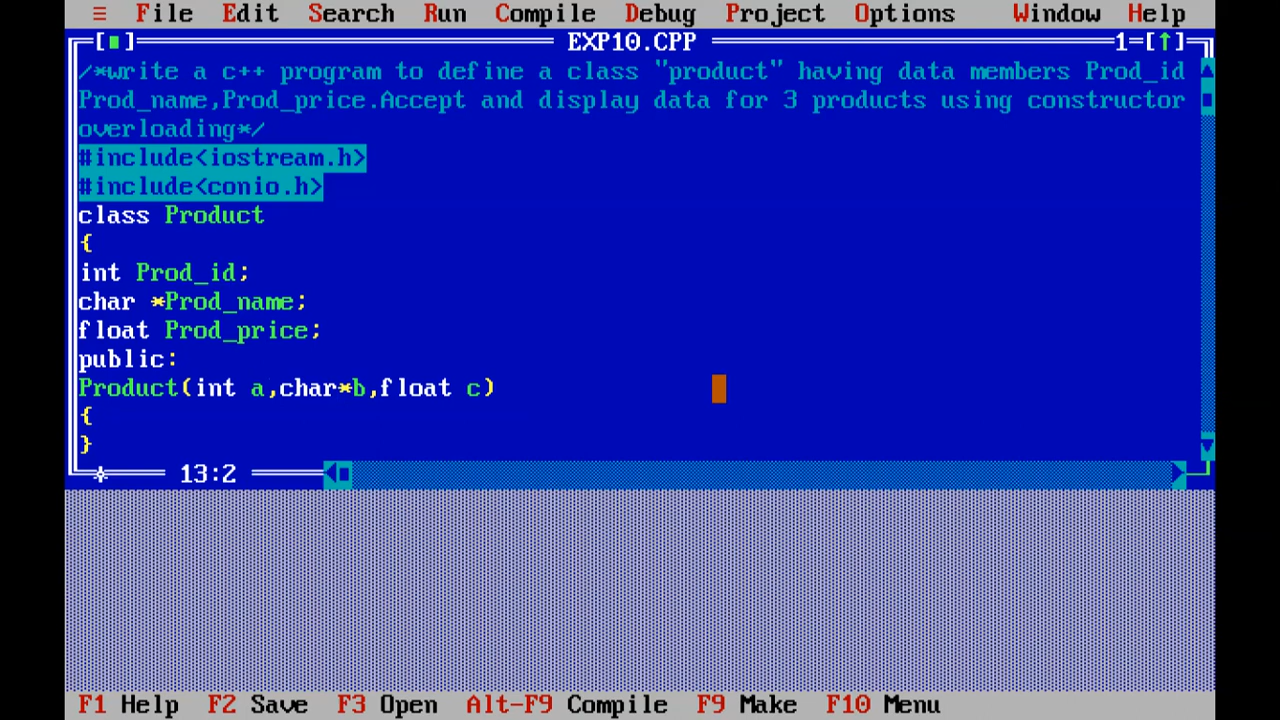 ≡ File Edit Search Run Compile Debug Project Options Window Help
[■] EXP10.CPP 1=[↑]
/*write a c++ program to define a class "product" having data members Prod_id
Prod_name,Prod_price.Accept and display data for 3 products using constructor
overloading*/
#include<iostream.h>
#include<conio.h>
class Product
{
int Prod_id;
char *Prod_name;
float Prod_price;
public:
Product(int a,char*b,float c)
{
}
13:2
F1 Help F2 Save F3 Open Alt-F9 Compile F9 Make F10 Menu